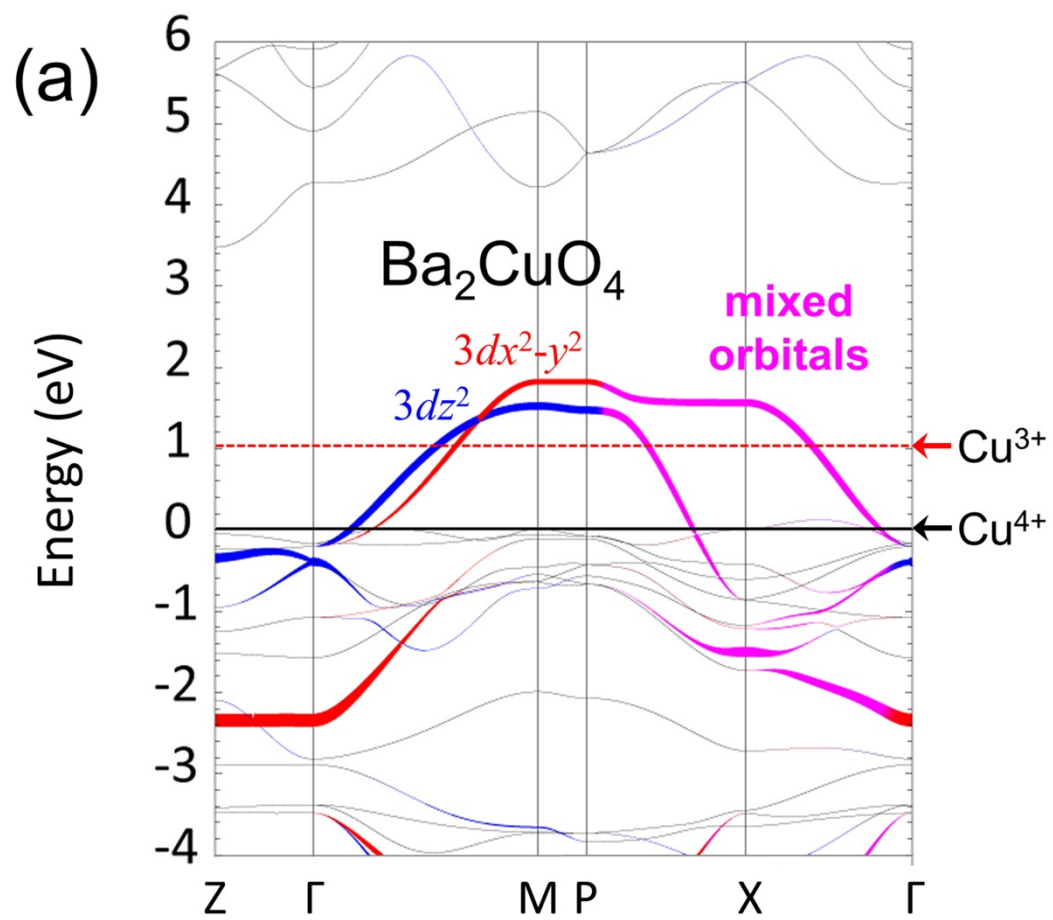 (a)
6
5
4
3
2
1
0
-1
-2
-3
-4
Energy (eV)
Ba₂CuO₄
mixed
orbitals
3dx²-y²
3dz²
Cu³⁺
Cu⁴⁺
Z Γ M P X Γ